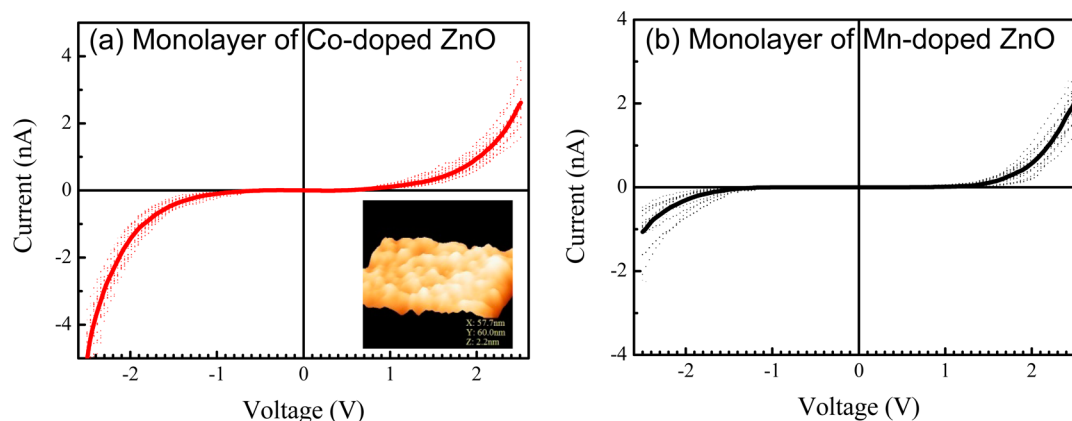 (a) Monolayer of Co-doped ZnO
4
2
0
-2
-4
Current (nA)
X: 57.7nm
Y: 60.0nm
Z: 2.2nm
-2 -1 0 1 2
Voltage (V)
(b) Monolayer of Mn-doped ZnO
4
2
0
-2
-4
Current (nA)
-2 -1 0 1 2
Voltage (V)